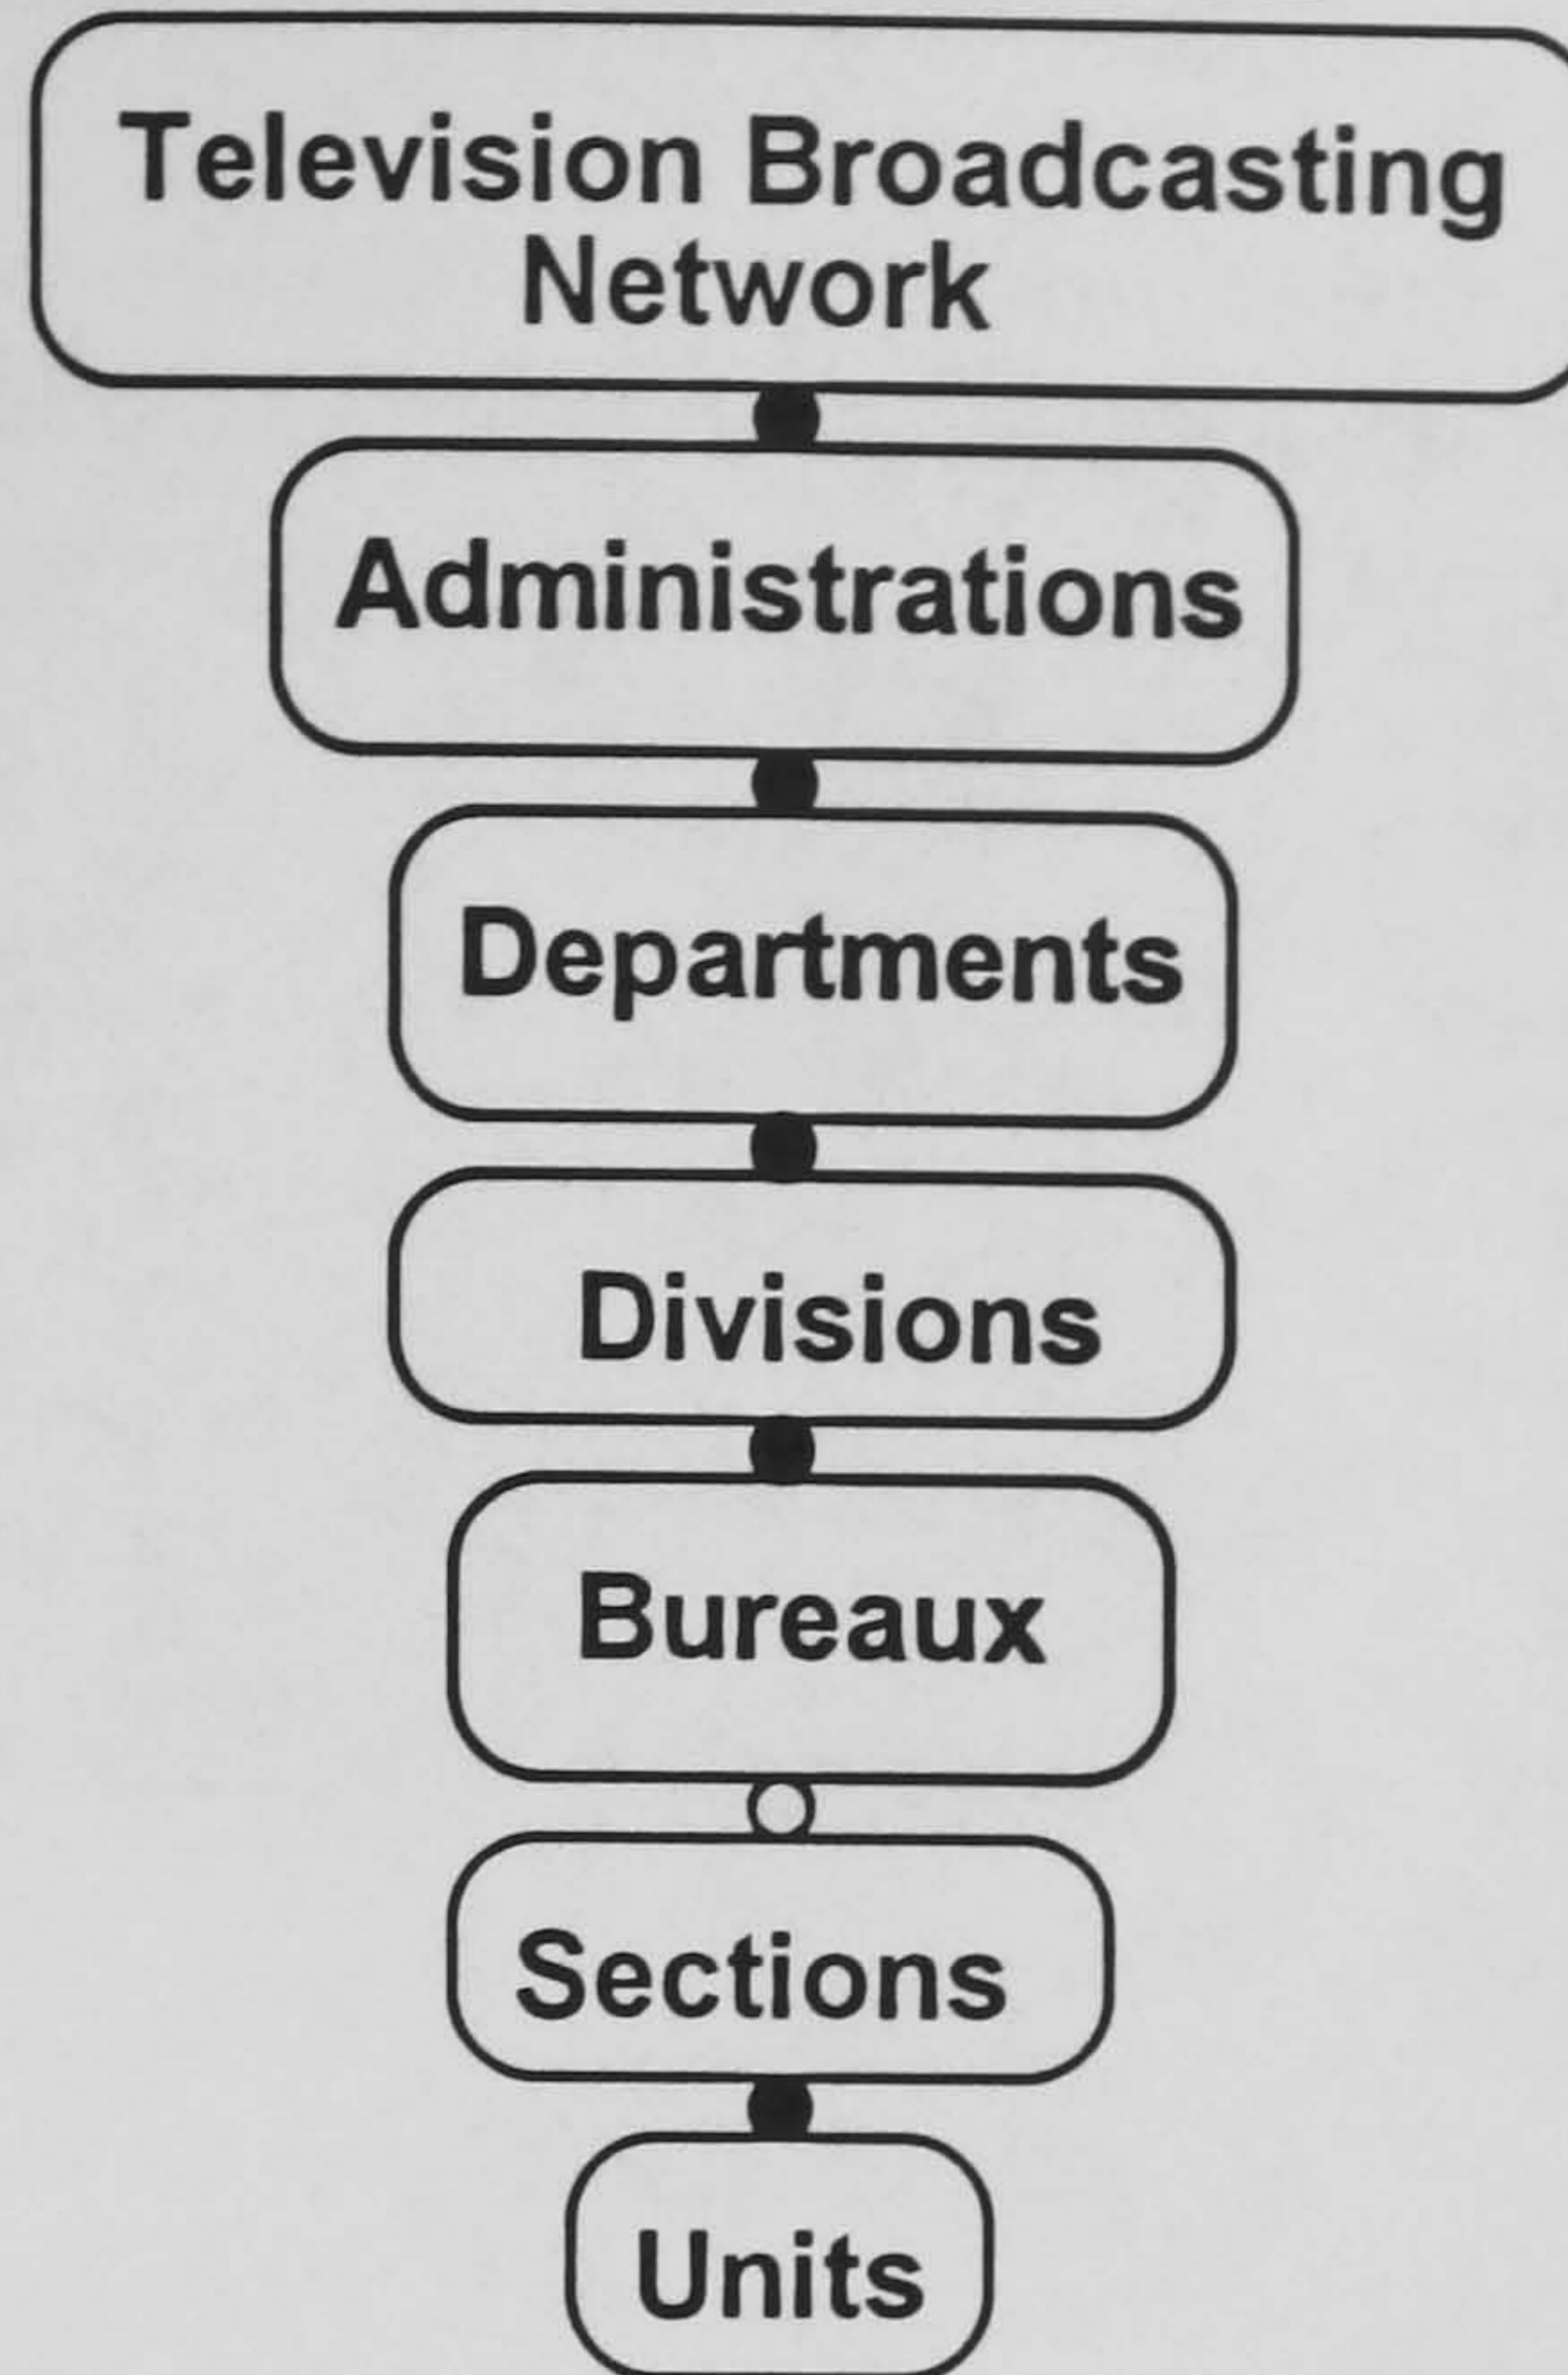 Television Broadcasting
Network
Administrations
Departments
Divisions
Bureaux
Sections
Units